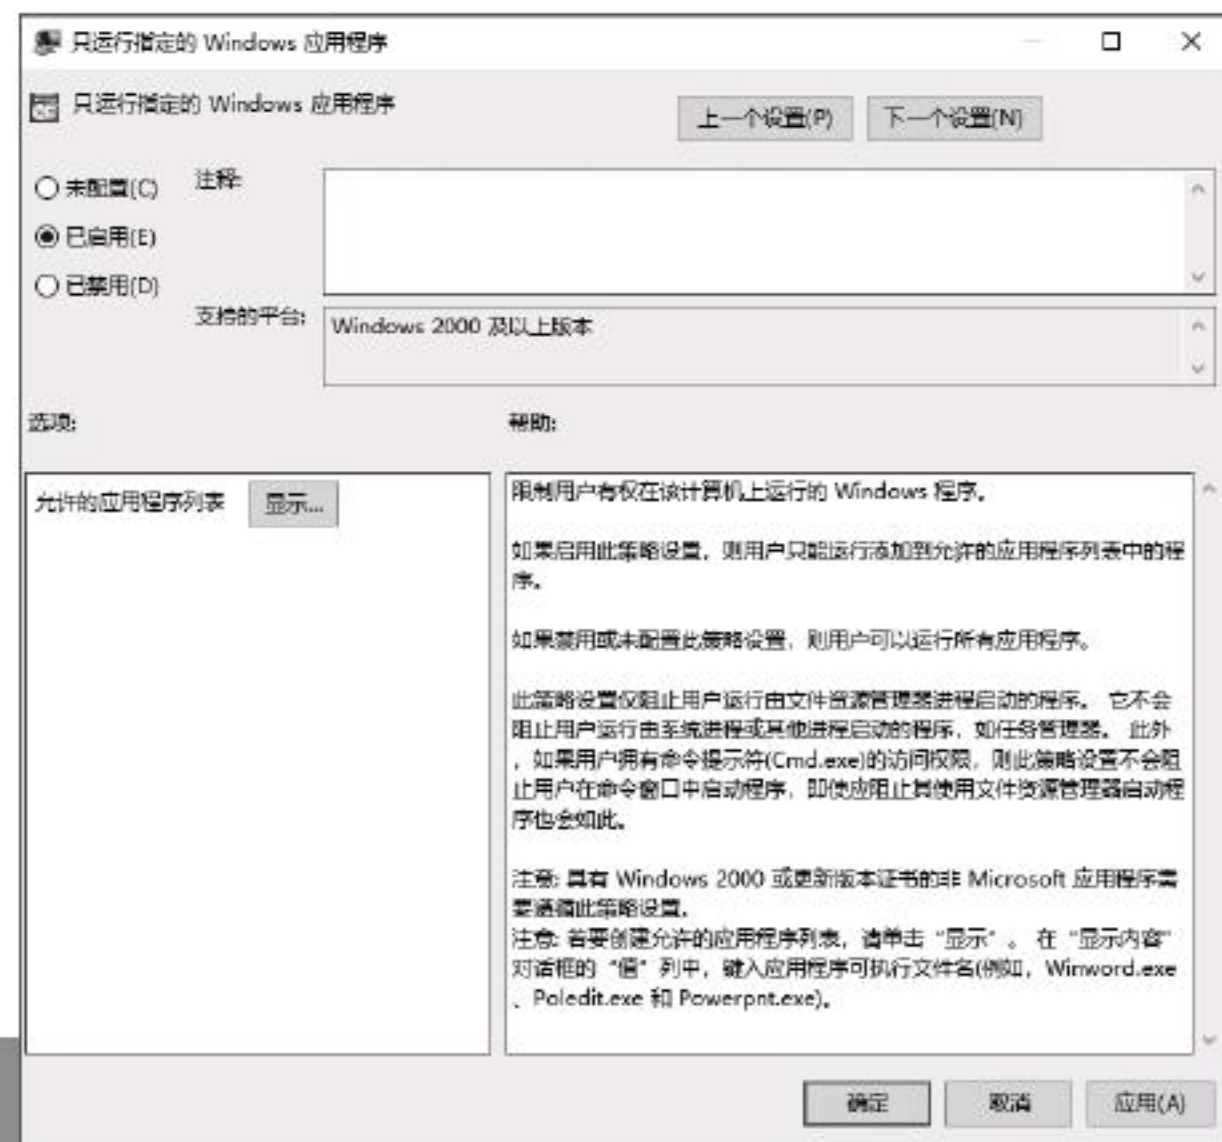 只运行指定的 Windows 应用程序
只运行指定的 Windows 应用程序
上一个设置(P)
下一个设置(N)
未配置(C)
注释:
已启用(E)
已禁用(D)
支持的平台:
Windows 2000 及以上版本
选项:
帮助:
允许的应用程序列表
显示...
限制用户有权在该计算机上运行的 Windows 程序。
如果启用此策略设置，则用户只能运行添加到允许的应用程序列表中的程
序。
如果禁用或未配置此策略设置，则用户可以运行所有应用程序。
此策略设置仅阻止用户运行由文件资源管理器进程启动的程序。 它不会
阻止用户运行由系统进程或其他进程启动的程序，如任务管理器。 此外
，如果用户拥有命令提示符(Cmd.exe)的访问权限，则此策略设置不会阻
止用户在命令窗口中启动程序，即使应阻止其使用文件资源管理器启动程
序也会如此。
注意: 具有 Windows 2000 或更新版本证书的非 Microsoft 应用程序需
要遵循此策略设置。
注意: 若要创建允许的应用程序列表，请单击“显示”。 在“显示内容”
对话框的“值”列中，键入应用程序可执行文件名(例如，Winword.exe
、Poledit.exe 和 Powerpnt.exe)。
确定
取消
应用(A)